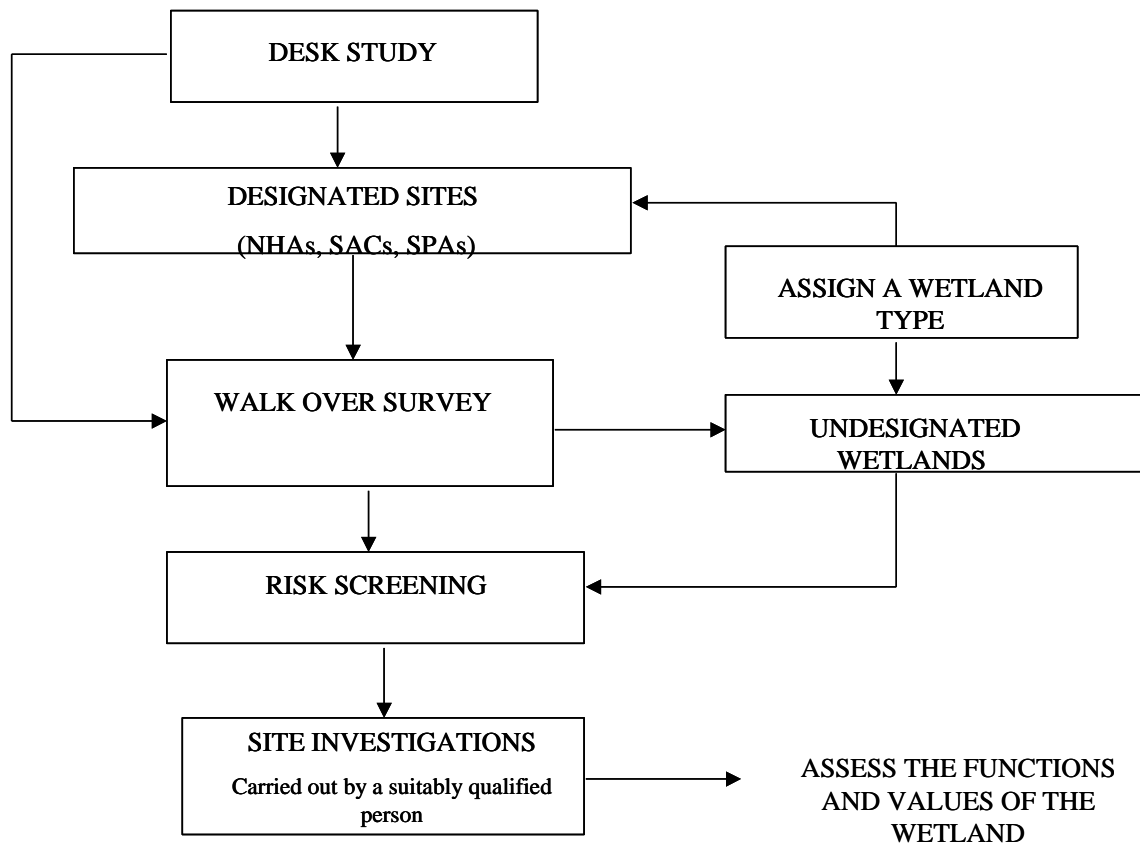 DESK STUDY
DESIGNATED SITES
(NHAs, SACs, SPAs)
ASSIGN A WETLAND
TYPE
WALK OVER SURVEY
UNDESIGNATED
WETLANDS
RISK SCREENING
SITE INVESTIGATIONS
Carried out by a suitably qualified
person
ASSESS THE FUNCTIONS
AND VALUES OF THE
WETLAND